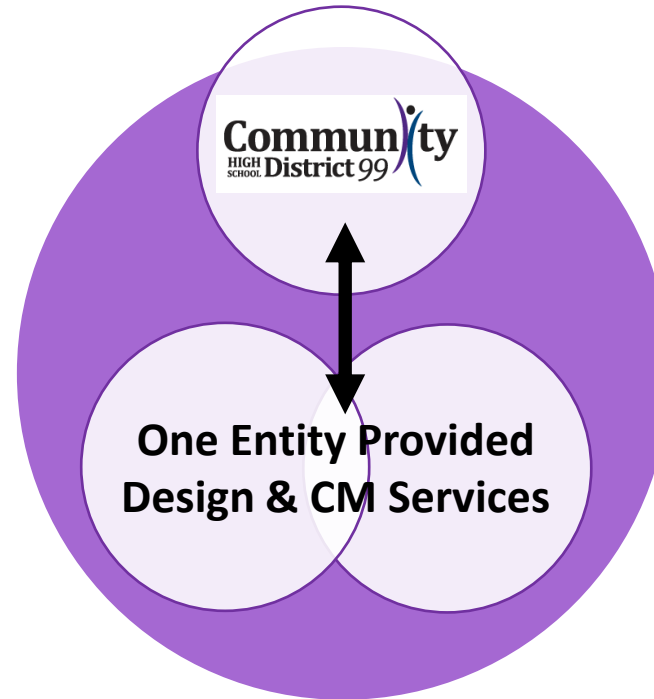 Community
HIGH SCHOOL District 99
One Entity Provided
Design & CM Services